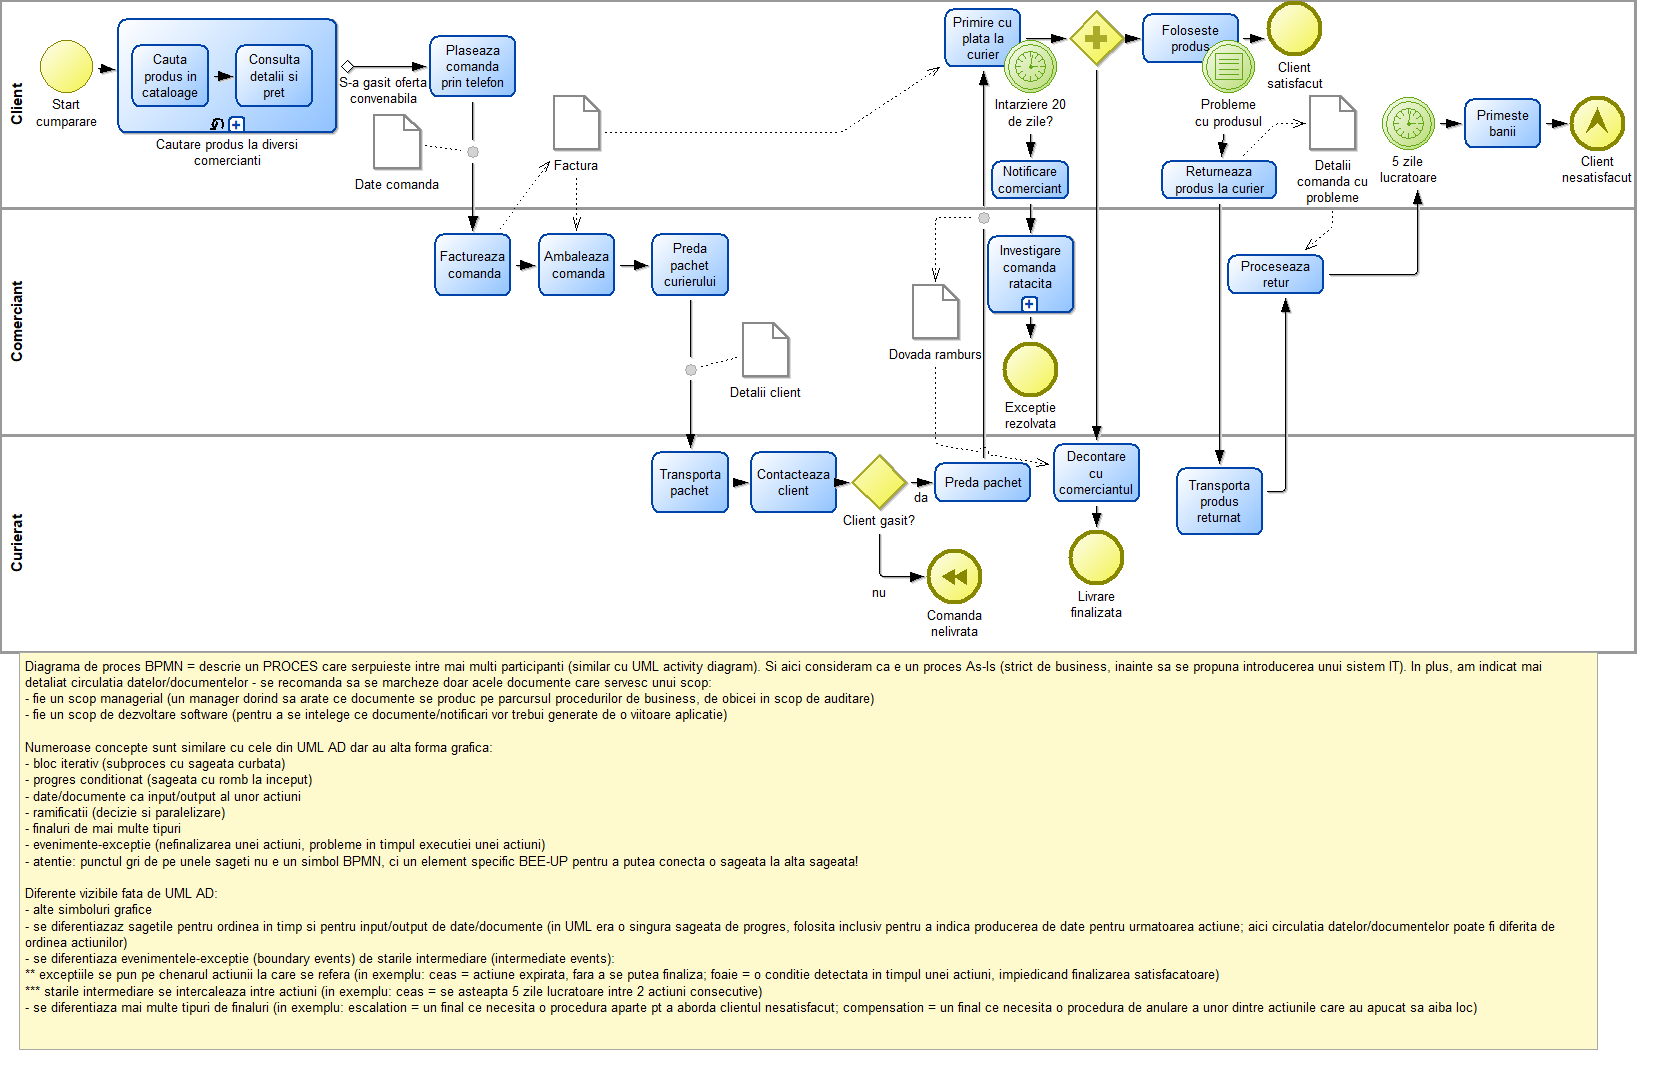 Client
Start
cumparare
Cauta
produs in
cataloage
Consulta
detalii si
pret
Cautare produs la diversi
comercianti
S-a gasit oferta
convenabila
Plaseaza
comanda
prin telefon
Date comanda
Factura
Primire cu
plata la
curier
Intarziere 20
de zile?
Notificare
comerciant
Foloseste
produs
Probleme
cu produsul
Returneaza
produs la curier
Client
satisfacut
Detalii
comanda cu
probleme
5 zile
lucratoare
Primeste
banii
Client
nesatisfacut
Comerciant
Factureaza
comanda
Ambaleaza
comanda
Preda
pachet
curierului
Detalii client
Dovada ramburs
Investigare
comanda
ratacita
Exceptie
rezolvata
Proceseaza
retur
Curierat
Transporta
pachet
Contacteaza
client
Client gasit?
da
nu
Preda pachet
Comanda
nelivrata
Decontare
cu
comerciantul
Livrare
finalizata
Transporta
produs
returnat
Diagrama de proces BPMN = descrie un PROCES care serpuieste intre mai multi participanti (similar cu UML activity diagram). Si aici consideram ca e un proces As-Is (strict de business, inainte sa se propuna introducerea unui sistem IT). In plus, am indicat mai
detaliat circulatia datelor/documentelor - se recomanda sa se marcheze doar acele documente care servesc unui scop:
- fie un scop managerial (un manager dorind sa arate ce documente se produc pe parcursul procedurilor de business, de obicei in scop de auditare)
- fie un scop de dezvoltare software (pentru a se intelege ce documente/notificari vor trebui generate de o viitoare aplicatie)
Numeroase concepte sunt similare cu cele din UML AD dar au alta forma grafica:
- bloc iterativ (subproces cu sageata curbata)
- progres conditionat (sageata cu romb la inceput)
- date/documente ca input/output al unor actiuni
- ramificatii (decizie si paralelizare)
- finaluri de mai multe tipuri
- evenimente-exceptie (nefinalizarea unei actiuni, probleme in timpul executiei unei actiuni)
- atentie: punctul gri de pe unele sageti nu e un simbol BPMN, ci un element specific BEE-UP pentru a putea conecta o sageata la alta sageata!
Diferente vizibile fata de UML AD:
- alte simboluri grafice
- se diferentiazaz sagetile pentru ordinea in timp si pentru input/output de date/documente (in UML era o singura sageata de progres, folosita inclusiv pentru a indica producerea de date pentru urmatoarea actiune; aici circulatia datelor/documentelor poate fi diferita de
ordinea actiunilor)
- se diferentiaza evenimentele-exceptie (boundary events) de starile intermediare (intermediate events):
** exceptiile se pun pe chenarul actiunii la care se refera (in exemplu: ceas = actiune expirata, fara a se putea finaliza; foaie = o conditie detectata in timpul unei actiuni, impiedicand finalizarea satisfacatoare)
*** starile intermediare se intercaleaza intre actiuni (in exemplu: ceas = se asteapta 5 zile lucratoare intre 2 actiuni consecutive)
- se diferentiaza mai multe tipuri de finaluri (in exemplu: escalation = un final ce necesita o procedura aparte pt a aborda clientul nesatisfacut; compensation = un final ce necesita o procedura de anulare a unor dintre actiunile care au apucat sa aiba loc)